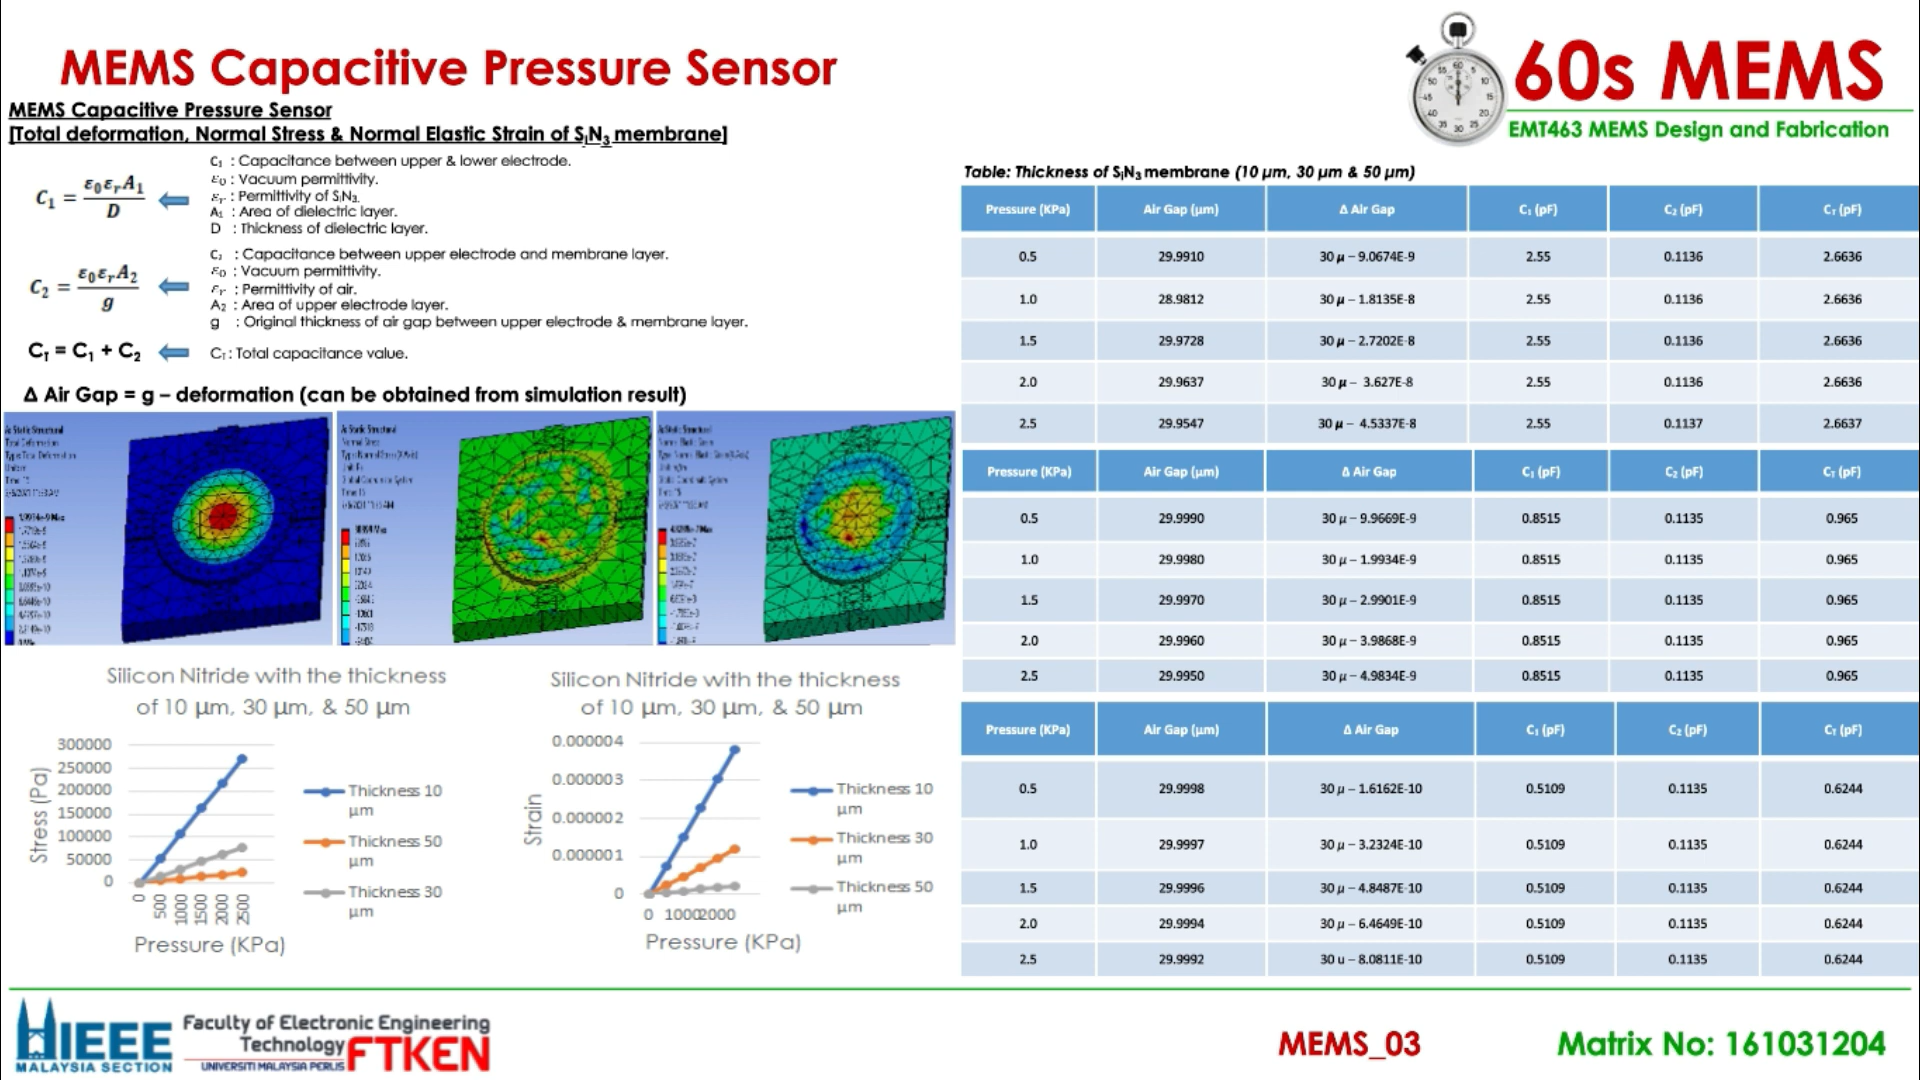 MEMS Capacitive Pressure Sensor
60s MEMS
EMT463 MEMS Design and Fabrication
MEMS Capacitive Pressure Sensor
[Total deformation, Normal Stress & Normal Elastic Strain of SᵢN₃ membrane]
C₁ = ε₀εᵣA₁ / D
C₁ : Capacitance between upper & lower electrode.
ε₀ : Vacuum permittivity.
εᵣ : Permittivity of SᵢN₃.
A₁ : Area of dielectric layer.
D : Thickness of dielectric layer.
C₂ = ε₀εᵣA₂ / g
C₂ : Capacitance between upper electrode and membrane layer.
ε₀ : Vacuum permittivity.
εᵣ : Permittivity of air.
A₂ : Area of upper electrode layer.
g : Original thickness of air gap between upper electrode & membrane layer.
C_T = C₁ + C₂
C_T : Total capacitance value.
Δ Air Gap = g – deformation (can be obtained from simulation result)
A: Static Structural
Total Deformation
Type: Total Deformation
A: Static Structural
Normal Stress
A: Static Structural
Silicon Nitride with the thickness
of 10 µm, 30 µm, & 50 µm
Stress (Pa)
300000
250000
200000
150000
100000
50000
0
0 500 1000 1500 2000 2500
Pressure (KPa)
Thickness 10
µm
Thickness 50
µm
Thickness 30
µm
Silicon Nitride with the thickness
of 10 µm, 30 µm, & 50 µm
Strain
0.000004
0.000003
0.000002
0.000001
0
0 1000 2000
Pressure (KPa)
Thickness 10
µm
Thickness 30
µm
Thickness 50
µm
Table: Thickness of SᵢN₃ membrane (10 µm, 30 µm & 50 µm)
Pressure (KPa) Air Gap (µm) Δ Air Gap C₁ (pF) C₂ (pF) C_T (pF)
0.5 29.9910 30 µ – 9.0674E-9 2.55 0.1136 2.6636
1.0 28.9812 30 µ – 1.8135E-8 2.55 0.1136 2.6636
1.5 29.9728 30 µ – 2.7202E-8 2.55 0.1136 2.6636
2.0 29.9637 30 µ – 3.627E-8 2.55 0.1136 2.6636
2.5 29.9547 30 µ – 4.5337E-8 2.55 0.1137 2.6637
Pressure (KPa) Air Gap (µm) Δ Air Gap C₁ (pF) C₂ (pF) C_T (pF)
0.5 29.9990 30 µ – 9.9669E-9 0.8515 0.1135 0.965
1.0 29.9980 30 µ – 1.9934E-9 0.8515 0.1135 0.965
1.5 29.9970 30 µ – 2.9901E-9 0.8515 0.1135 0.965
2.0 29.9960 30 µ – 3.9868E-9 0.8515 0.1135 0.965
2.5 29.9950 30 µ – 4.9834E-9 0.8515 0.1135 0.965
Pressure (KPa) Air Gap (µm) Δ Air Gap C₁ (pF) C₂ (pF) C_T (pF)
0.5 29.9998 30 µ – 1.6162E-10 0.5109 0.1135 0.6244
1.0 29.9997 30 µ – 3.2324E-10 0.5109 0.1135 0.6244
1.5 29.9996 30 µ – 4.8487E-10 0.5109 0.1135 0.6244
2.0 29.9994 30 µ – 6.4649E-10 0.5109 0.1135 0.6244
2.5 29.9992 30 u – 8.0811E-10 0.5109 0.1135 0.6244
IEEE
MALAYSIA SECTION
Faculty of Electronic Engineering
Technology
UNIVERSITI MALAYSIA PERLIS
FTKEN
MEMS_03
Matrix No: 161031204